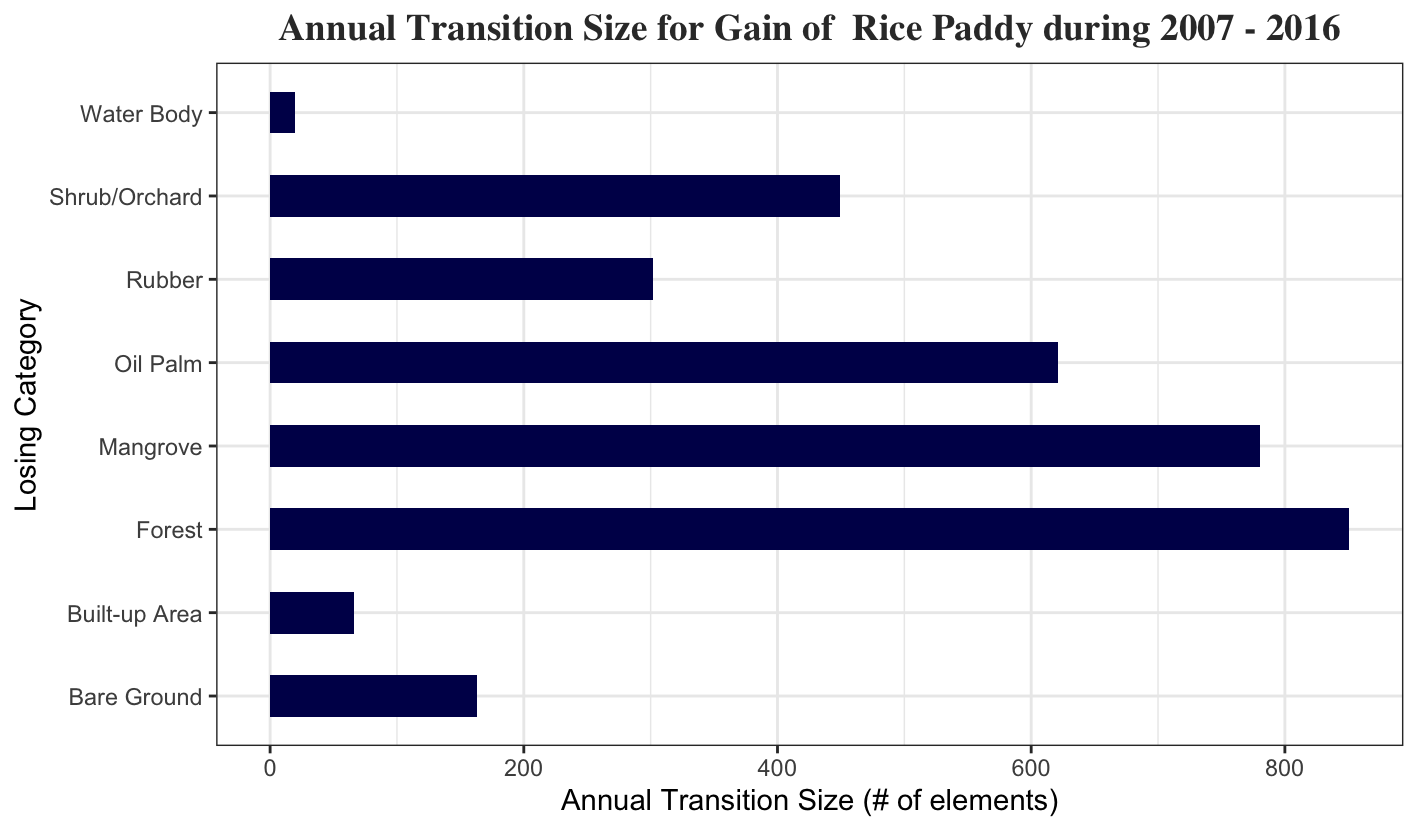 Annual Transition Size for Gain of  Rice Paddy during 2007 - 2016
Water Body
Shrub/Orchard
Rubber
Oil Palm
Mangrove
Forest
Built-up Area
Bare Ground
Losing Category
0 200 400 600 800
Annual Transition Size (# of elements)